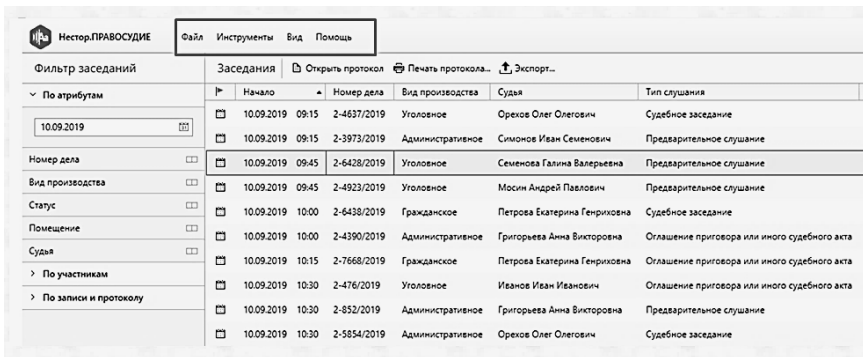 Нестор.ПРАВОСУДИЕ Файл Инструменты Вид Помощь
Фильтр заседаний Заседания Открыть протокол Печать протокола... Экспорт...
По атрибутам Начало Номер дела Вид производства Судья Тип слушания
10.09.2019 09:15 2-4637/2019 Уголовное Орехов Олег Олегович Судебное заседание
10.09.2019
10.09.2019 09:15 2-3973/2019 Административное Симонов Иван Семенович Предварительное слушание
Номер дела 10.09.2019 09:45 2-6428/2019 Уголовное Семенова Галина Валерьевна Предварительное слушание
Вид производства 10.09.2019 09:45 2-4923/2019 Уголовное Мосин Андрей Павлович Предварительное слушание
Статус 10.09.2019 10:00 2-6438/2019 Гражданское Петрова Екатерина Генриховна Судебное заседание
Помещение 10.09.2019 10:00 2-4390/2019 Административное Григорьева Анна Викторовна Оглашение приговора или иного судебного акта
Судья 10.09.2019 10:15 2-7668/2019 Гражданское Петрова Екатерина Генриховна Оглашение приговора или иного судебного акта
По участникам 10.09.2019 10:30 2-476/2019 Уголовное Иванов Иван Иванович Оглашение приговора или иного судебного акта
По записи и протоколу 10.09.2019 10:30 2-852/2019 Административное Григорьева Анна Викторовна Предварительное слушание
10.09.2019 10:30 2-5854/2019 Административное Орехов Олег Олегович Судебное заседание